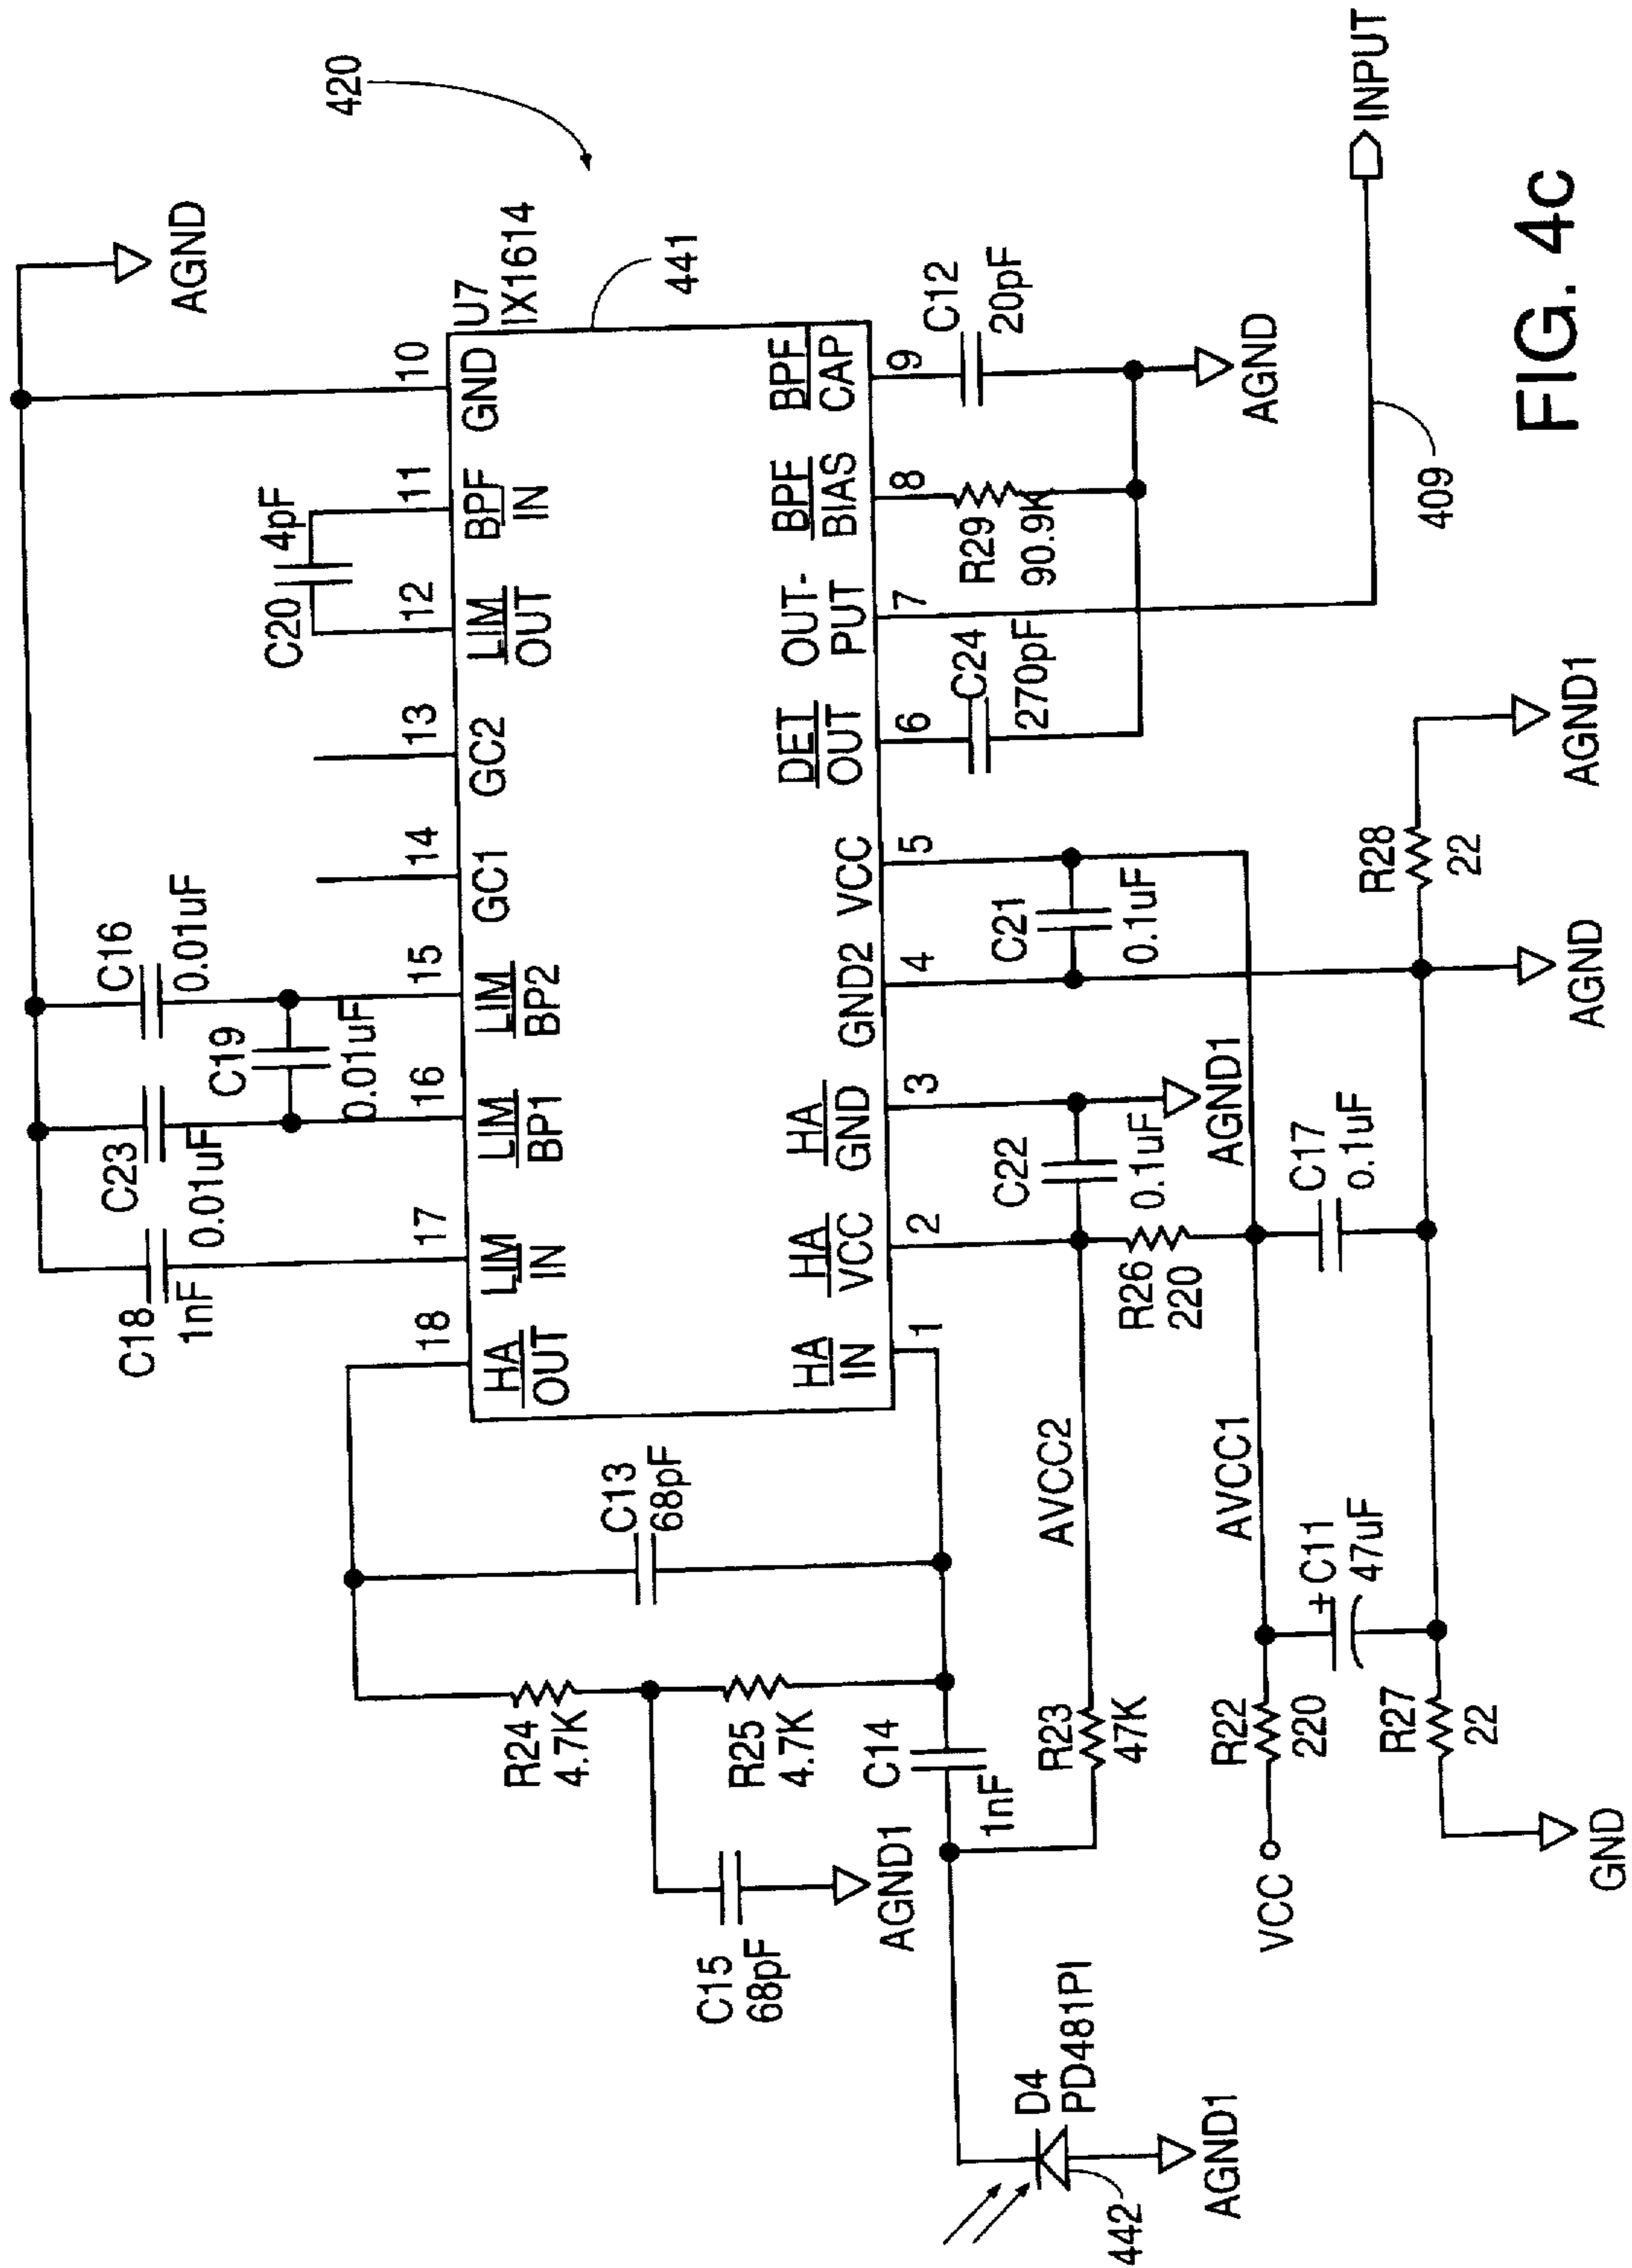 420
AGND
U7
IX1614
441
C20
4pF
C16
0.01uF
C19
0.01uF
C23
0.01uF
C18
1nF
18
17
16
15
14
13
12
11
10
HA
OUT
LIM
IN
LIM
BP1
LIM
BP2
GC1
GC2
LIM
OUT
BPF
IN
GND
HA
IN
HA
VCC
HA
GND
GND2
VCC
DET
OUT
OUT-
PUT
BPF
BIAS
BPF
CAP
1
2
3
4
5
6
7
8
9
C13
68pF
R24
4.7K
R25
4.7K
C15
68pF
AGND1
C14
1nF
D4
PD481PI
442
AGND1
R23
47K
AVCC2
C22
0.1uF
AGND1
C21
0.1uF
C24
270pF
R29
90.9K
C12
20pF
AGND
R26
220
AVCC1
VCC
R22
220
+
C11
47uF
C17
0.1uF
R27
22
GND
R28
22
AGND
AGND1
409
INPUT
FIG. 4c